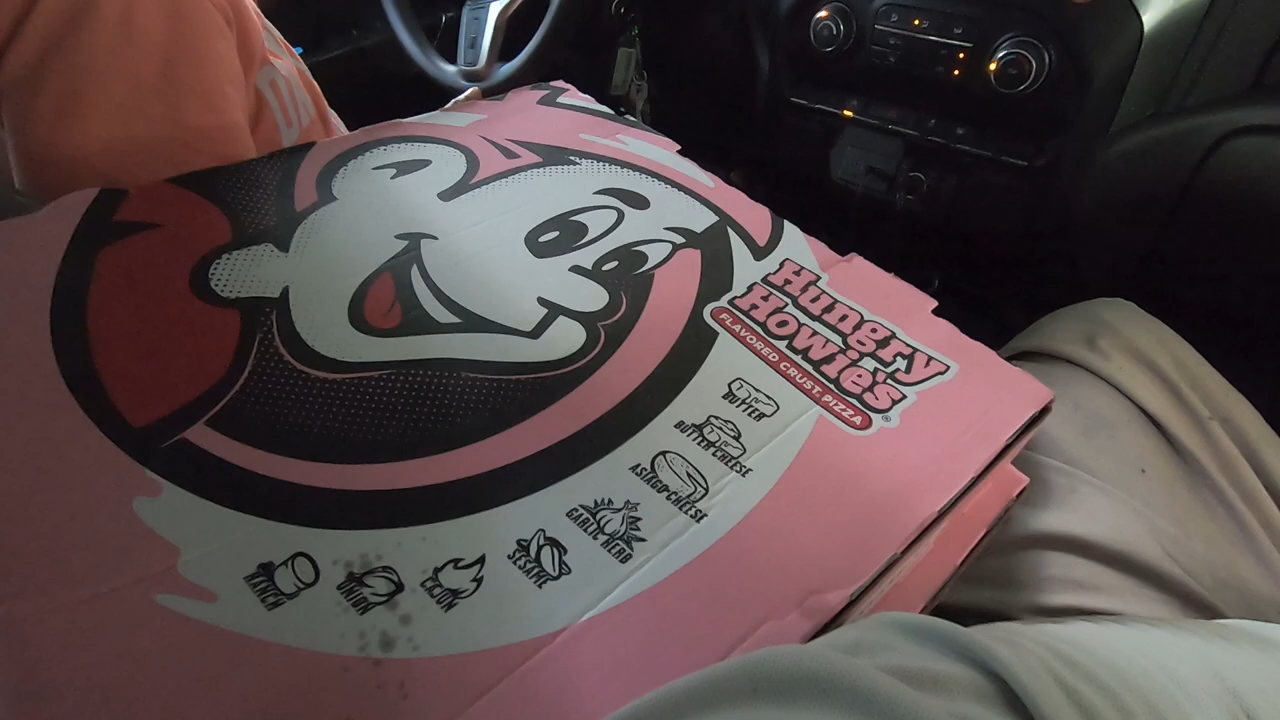 Hungry
Howie's
FLAVORED CRUST. PIZZA
®
BUTTER
BUTTER CHEESE
ASIAGO CHEESE
GARLIC HERB
SESAME
CAJUN
ONION
RANCH